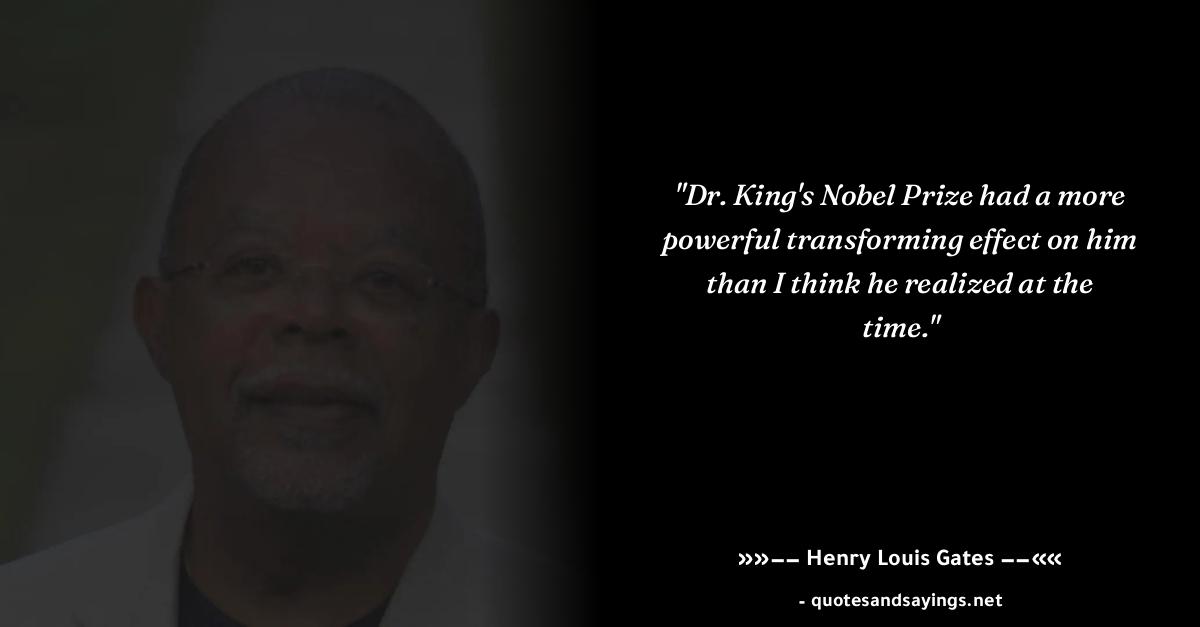 "Dr. King's Nobel Prize had a more
powerful transforming effect on him
than I think he realized at the
time."
»»−− Henry Louis Gates −−««
- quotesandsayings.net